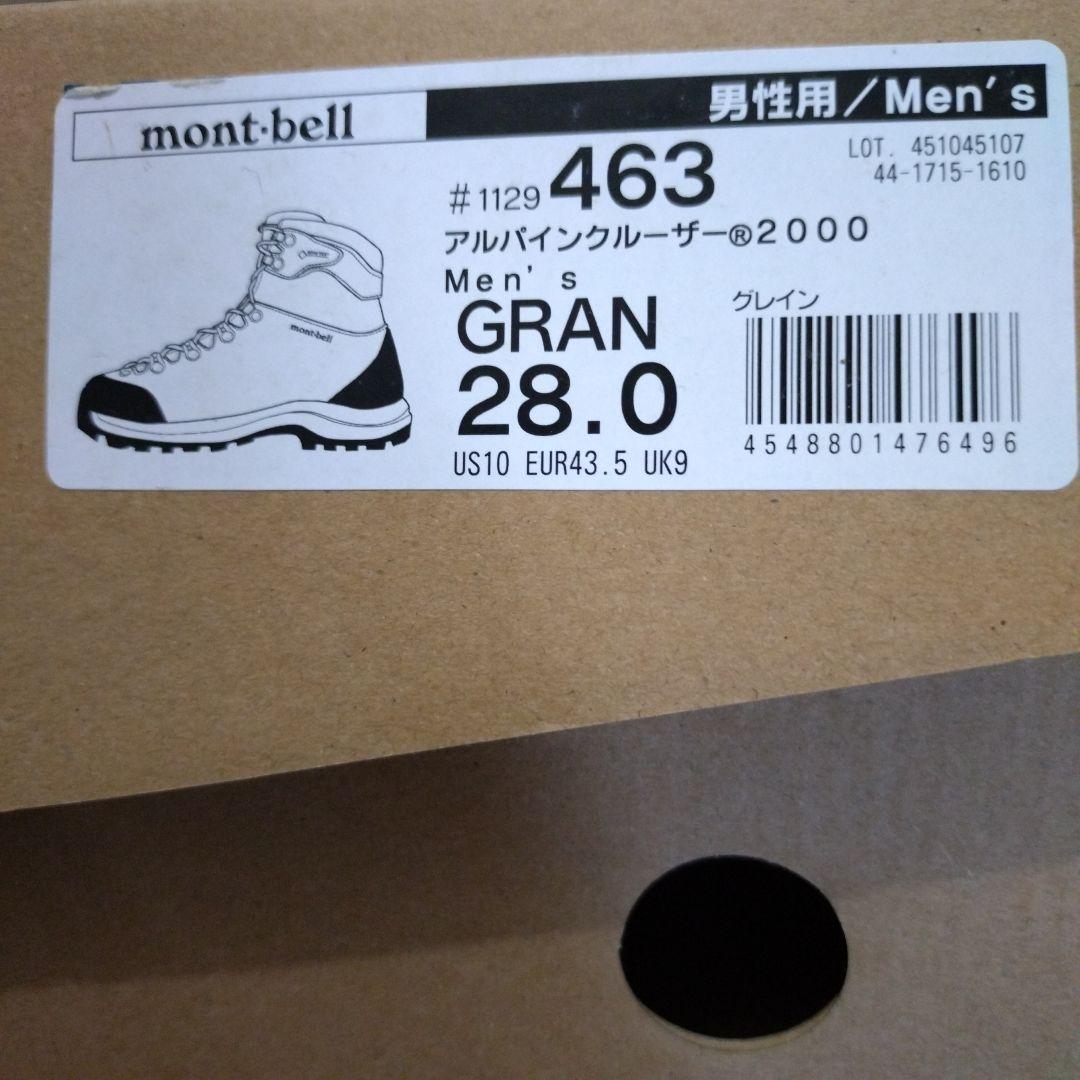 mont·bell
男性用/Men's
LOT. 451045107
44-1715-1610
#1129 463
アルパインクルーザー®2000
Men's
GRAN
グレイン
28.0
US10 EUR43.5 UK9
4548801476496
mont·bell